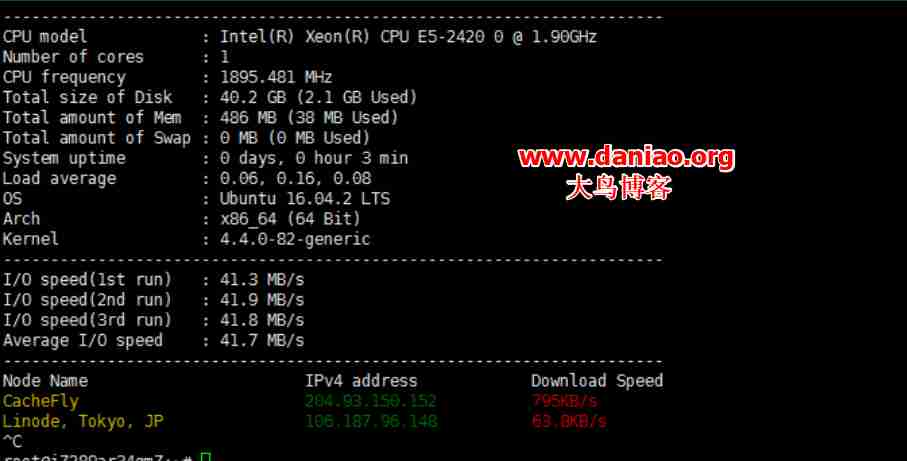 ----------------------------------------------------------------------
CPU model            : Intel(R) Xeon(R) CPU E5-2420 0 @ 1.90GHz
Number of cores      : 1
CPU frequency        : 1895.481 MHz
Total size of Disk   : 40.2 GB (2.1 GB Used)
Total amount of Mem  : 486 MB (38 MB Used)
Total amount of Swap : 0 MB (0 MB Used)
System uptime        : 0 days, 0 hour 3 min
www.daniao.org
Load average         : 0.06, 0.16, 0.08
大鸟博客
OS                   : Ubuntu 16.04.2 LTS
Arch                 : x86_64 (64 Bit)
Kernel               : 4.4.0-82-generic
----------------------------------------------------------------------
I/O speed(1st run)   : 41.3 MB/s
I/O speed(2nd run)   : 41.9 MB/s
I/O speed(3rd run)   : 41.8 MB/s
Average I/O speed    : 41.7 MB/s
----------------------------------------------------------------------
Node Name                       IPv4 address            Download Speed
CacheFly                        204.93.150.152          795KB/s
Linode, Tokyo, JP               106.187.96.148          63.8KB/s
^C